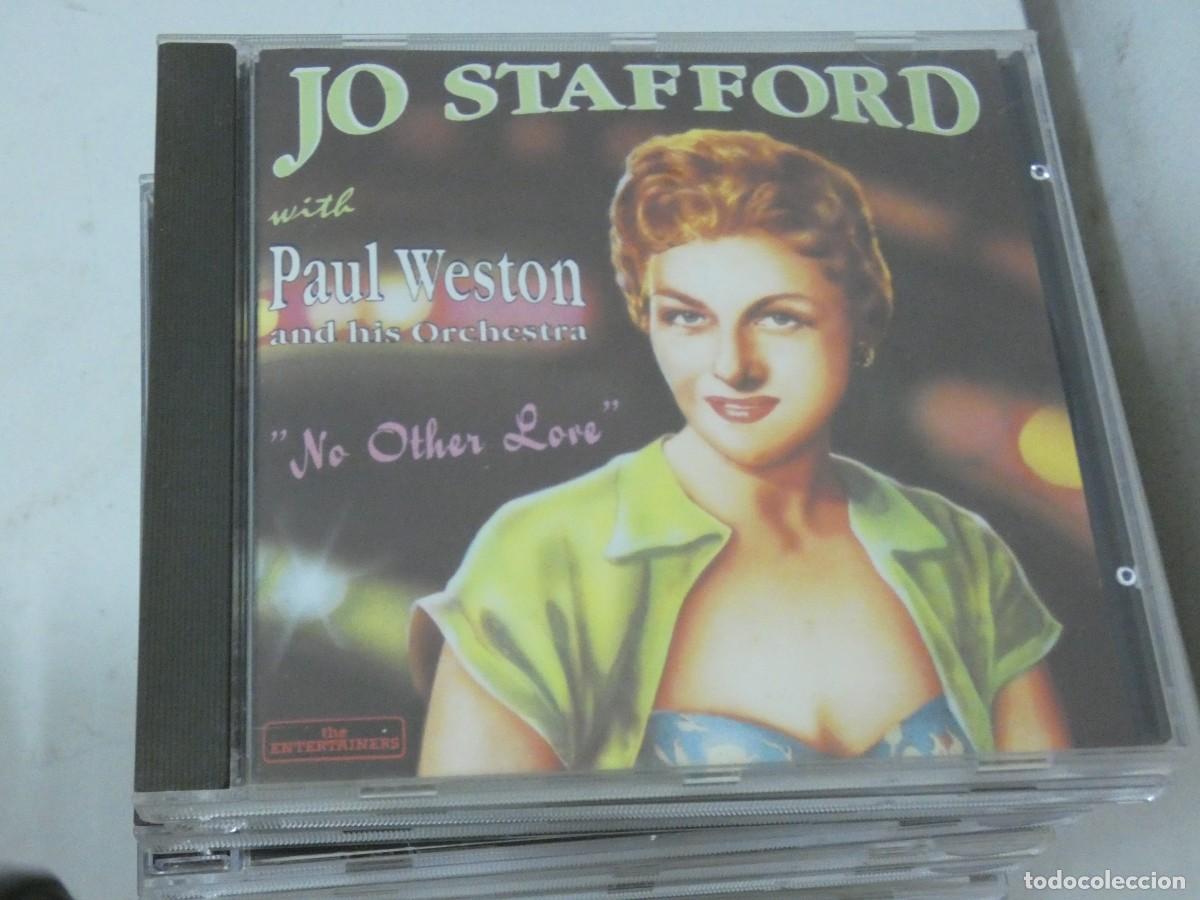 JO STAFFORD
with
Paul Weston
and his Orchestra
"No Other Love"
the
ENTERTAINERS
todocoleccion